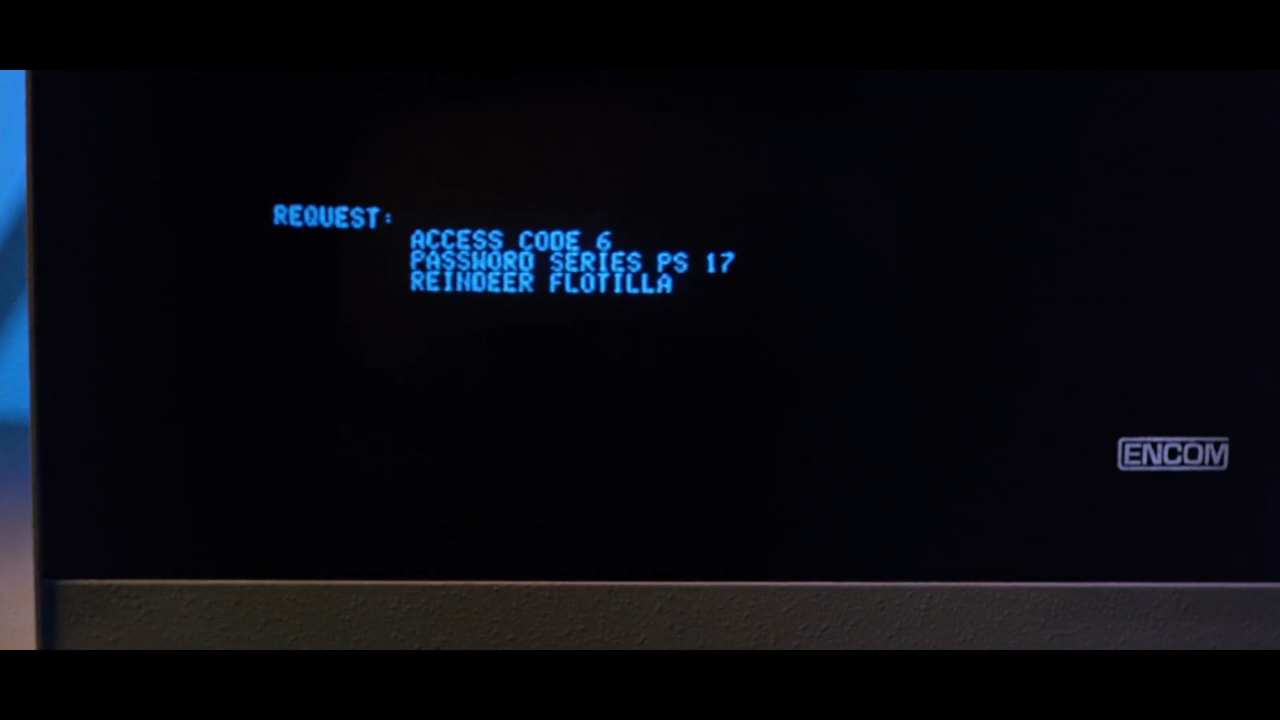 REQUEST:
ACCESS CODE 6
PASSWORD SERIES PS 17
REINDEER FLOTILLA
ENCOM